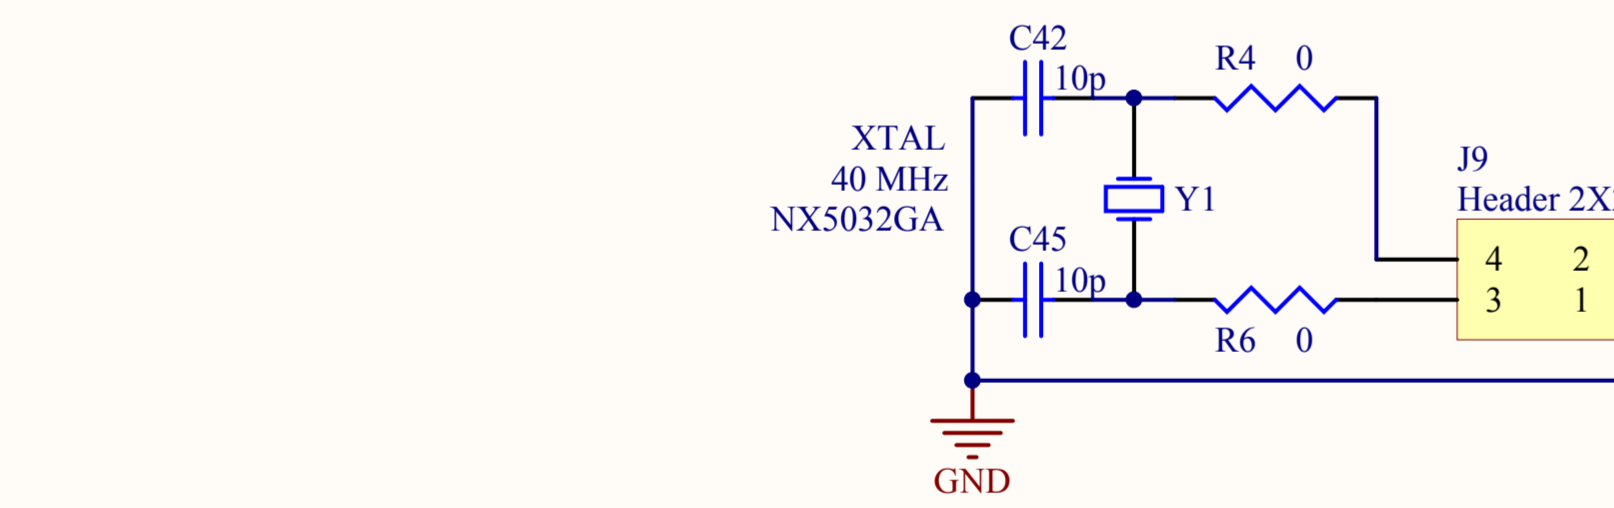 C42
10p
R4 0
XTAL
40 MHz
NX5032GA
Y1
J9
Header 2X
C45
10p
4 2
3 1
R6 0
GND